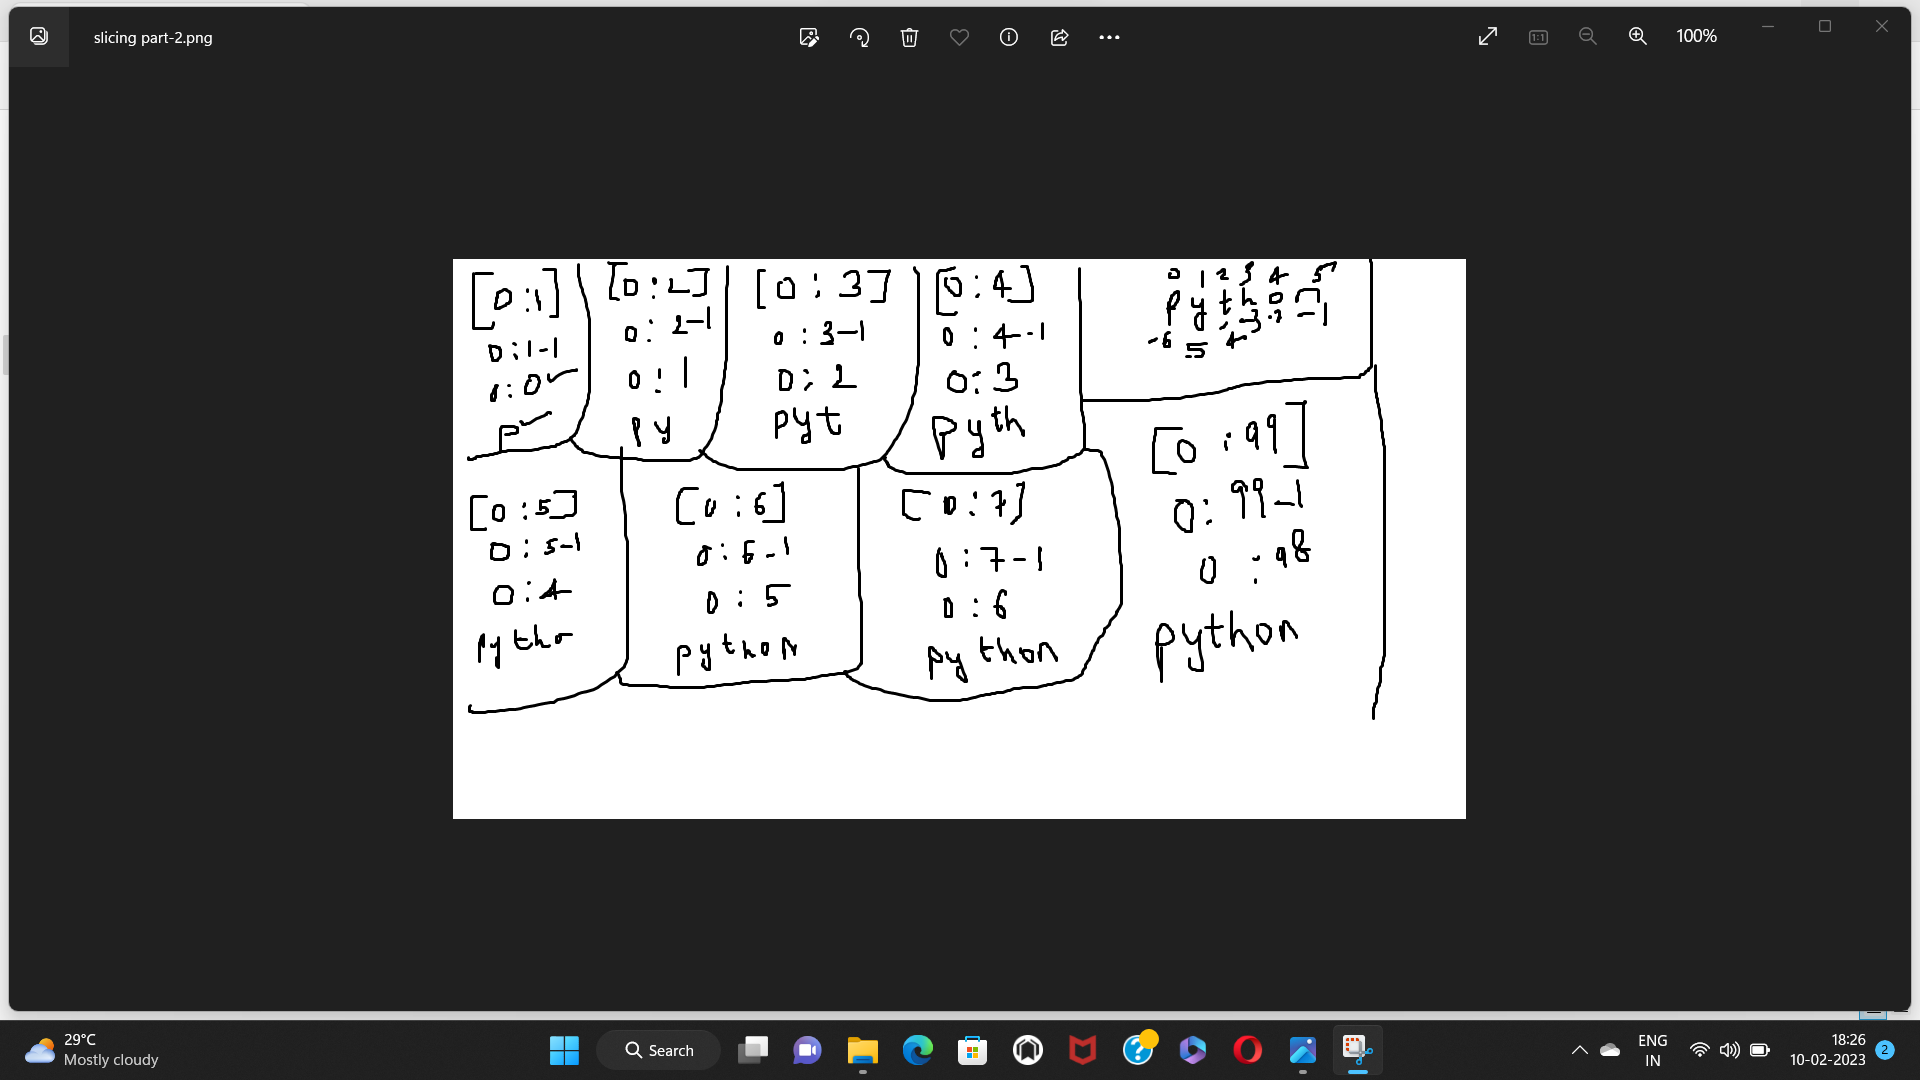 slicing part-2.png
100%
[0:1]
0:1-1
0:0
P
[0:2]
0:2-1
0:1
py
[0:3]
0:3-1
0:2
pyt
[0:4]
0:4-1
0:3
pyth
0 1 2 3 4 5
python
-6 5 4 -3 -2 -1
[0:5]
0:5-1
0:4
pytho
[0:6]
0:6-1
0:5
python
[0:7]
0:7-1
0:6
python
[0:99]
0:99-1
0:98
python
29°C
Mostly cloudy
Search
ENG
IN
18:26
10-02-2023
2